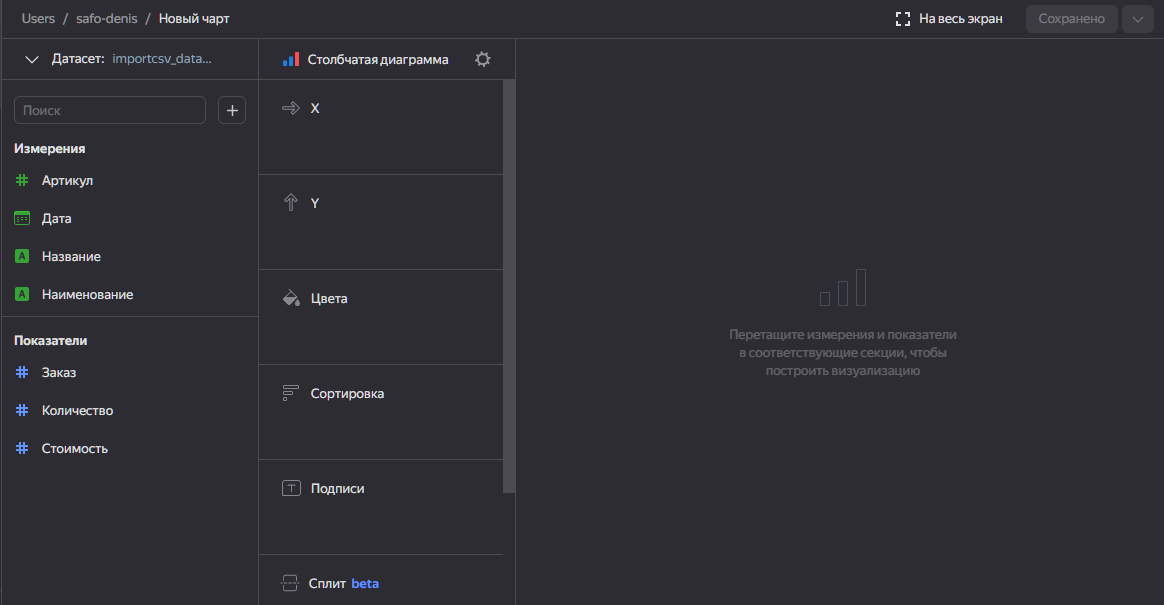 Users / safo-denis / Новый чарт
На весь экран
Сохранено
Датасет: importcsv_data...
Столбчатая диаграмма
Поиск
Измерения
# Артикул
Дата
A Название
A Наименование
Показатели
# Заказ
# Количество
# Стоимость
X
Y
Цвета
Сортировка
T Подписи
Сплит beta
Перетащите измерения и показатели
в соответствующие секции, чтобы
построить визуализацию